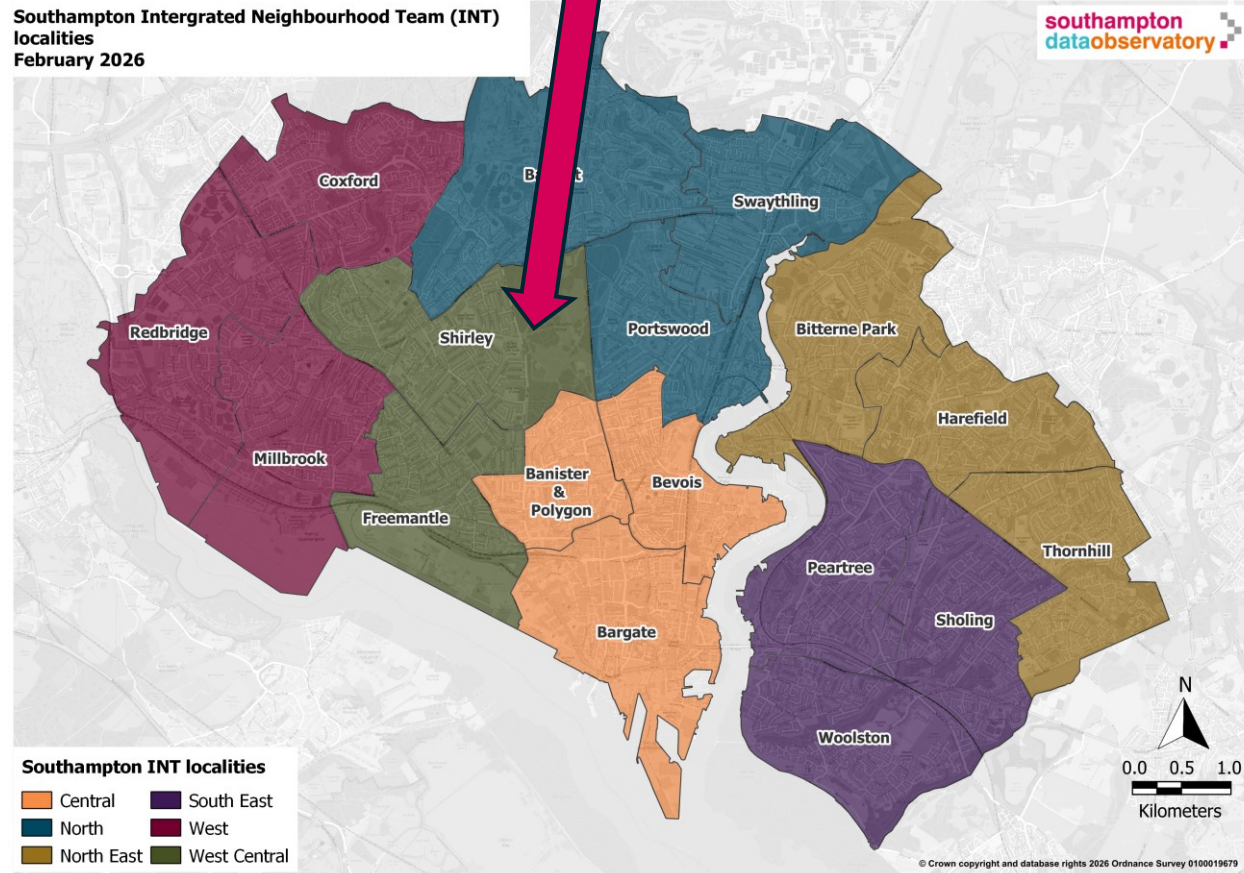 Southampton Intergrated Neighbourhood Team (INT)
localities
February 2026
southampton
dataobservatory
Coxford
Swaythling
Redbridge
Shirley
Portswood
Bitterne Park
Harefield
Millbrook
Banister
&
Polygon
Bevois
Freemantle
Thornhill
Peartree
Sholing
Bargate
Woolston
N
0.0 0.5 1.0
Kilometers
Southampton INT localities
Central
South East
North
West
North East
West Central
© Crown copyright and database rights 2026 Ordnance Survey 0100019679